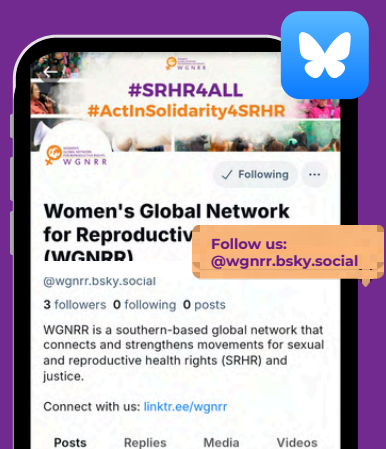 WGNRR
#SRHR4ALL
#ActInSolidarity4SRHR
WGNRR
Following
Women's Global Network
for Reproductiv
(WGNRR)
Follow us:
@wgnrr.bsky.social
@wgnrr.bsky.social
3 followers 0 following 0 posts
WGNRR is a southern-based global network that
connects and strengthens movements for sexual
and reproductive health rights (SRHR) and
justice.
Connect with us: linktr.ee/wgnrr
Posts Replies Media Videos